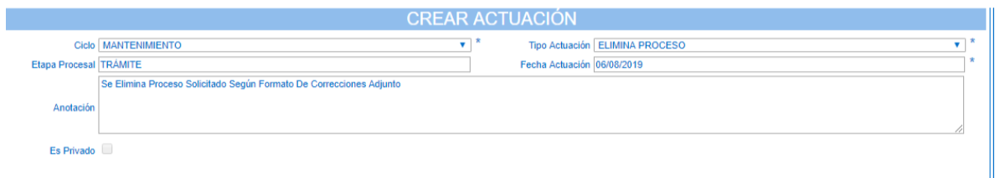 CREAR ACTUACIÓN
Ciclo MANTENIMIENTO * Tipo Actuación ELIMINA PROCESO *
Etapa Procesal TRÁMITE Fecha Actuación 06/08/2019 *
Anotación Se Elimina Proceso Solicitado Según Formato De Correcciones Adjunto
Es Privado